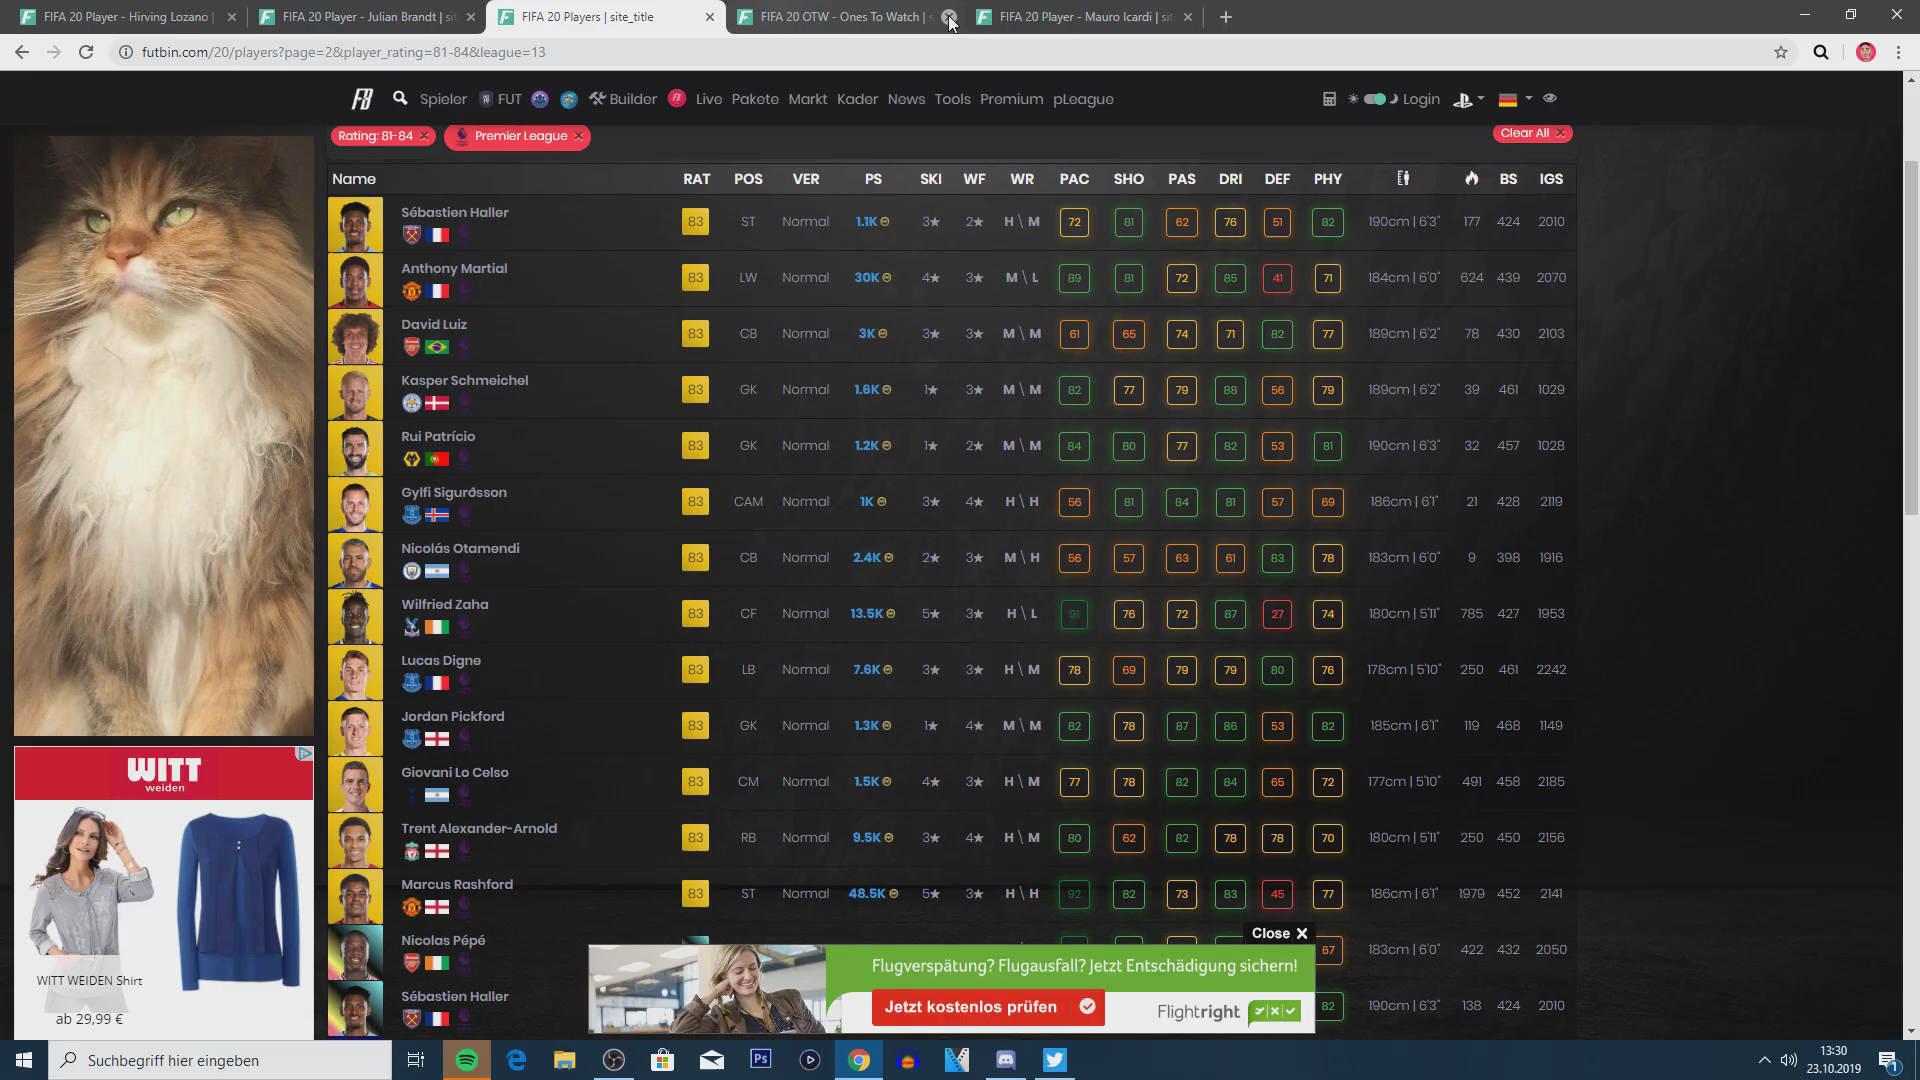 FIFA 20 Player - Hirving Lozano |
FIFA 20 Player - Julian Brandt | sit
FIFA 20 Players | site_title
FIFA 20 OTW - Ones To Watch | s
FIFA 20 Player - Mauro Icardi | sit
futbin.com/20/players?page=2&player_rating=81-84&league=13
Spieler FUT Builder Live Pakete Markt Kader News Tools Premium pLeague Login
Rating: 81-84 Premier League Clear All
Name RAT POS VER PS SKI WF WR PAC SHO PAS DRI DEF PHY BS IGS
Sébastien Haller 83 ST Normal 1.1K 3★ 2★ H \ M 72 81 62 76 51 82 190cm | 6'3" 177 424 2010
Anthony Martial 83 LW Normal 30K 4★ 3★ M \ L 89 81 72 85 41 71 184cm | 6'0" 624 439 2070
David Luiz 83 CB Normal 3K 3★ 3★ M \ M 61 65 74 71 82 77 189cm | 6'2" 78 430 2103
Kasper Schmeichel 83 GK Normal 1.6K 1★ 3★ M \ M 82 77 79 88 56 79 189cm | 6'2" 39 461 1029
Rui Patrício 83 GK Normal 1.2K 1★ 2★ M \ M 84 80 77 82 53 81 190cm | 6'3" 32 457 1028
Gylfi Sigurðsson 83 CAM Normal 1K 3★ 4★ H \ H 56 81 84 81 57 69 186cm | 6'1" 21 428 2119
Nicolás Otamendi 83 CB Normal 2.4K 2★ 3★ M \ H 56 57 63 61 83 78 183cm | 6'0" 9 398 1916
Wilfried Zaha 83 CF Normal 13.5K 5★ 3★ H \ L 91 76 72 87 27 74 180cm | 5'11" 785 427 1953
Lucas Digne 83 LB Normal 7.6K 3★ 3★ H \ M 78 69 79 79 80 76 178cm | 5'10" 250 461 2242
Jordan Pickford 83 GK Normal 1.3K 1★ 4★ M \ M 82 78 87 86 53 82 185cm | 6'1" 119 468 1149
Giovani Lo Celso 83 CM Normal 1.5K 4★ 3★ H \ M 77 78 82 84 65 72 177cm | 5'10" 491 458 2185
Trent Alexander-Arnold 83 RB Normal 9.5K 3★ 4★ H \ M 80 62 82 78 78 70 180cm | 5'11" 250 450 2156
Marcus Rashford 83 ST Normal 48.5K 5★ 3★ H \ H 92 82 73 83 45 77 186cm | 6'1" 1979 452 2141
Nicolas Pépé 67 183cm | 6'0" 422 432 2050
Sébastien Haller 82 190cm | 6'3" 138 424 2010
WITT
weiden
WITT WEIDEN Shirt
ab 29,99 €
Close X
Flugverspätung? Flugausfall? Jetzt Entschädigung sichern!
Jetzt kostenlos prüfen
Flightright
Suchbegriff hier eingeben
Ps
13:30
23.10.2019
1